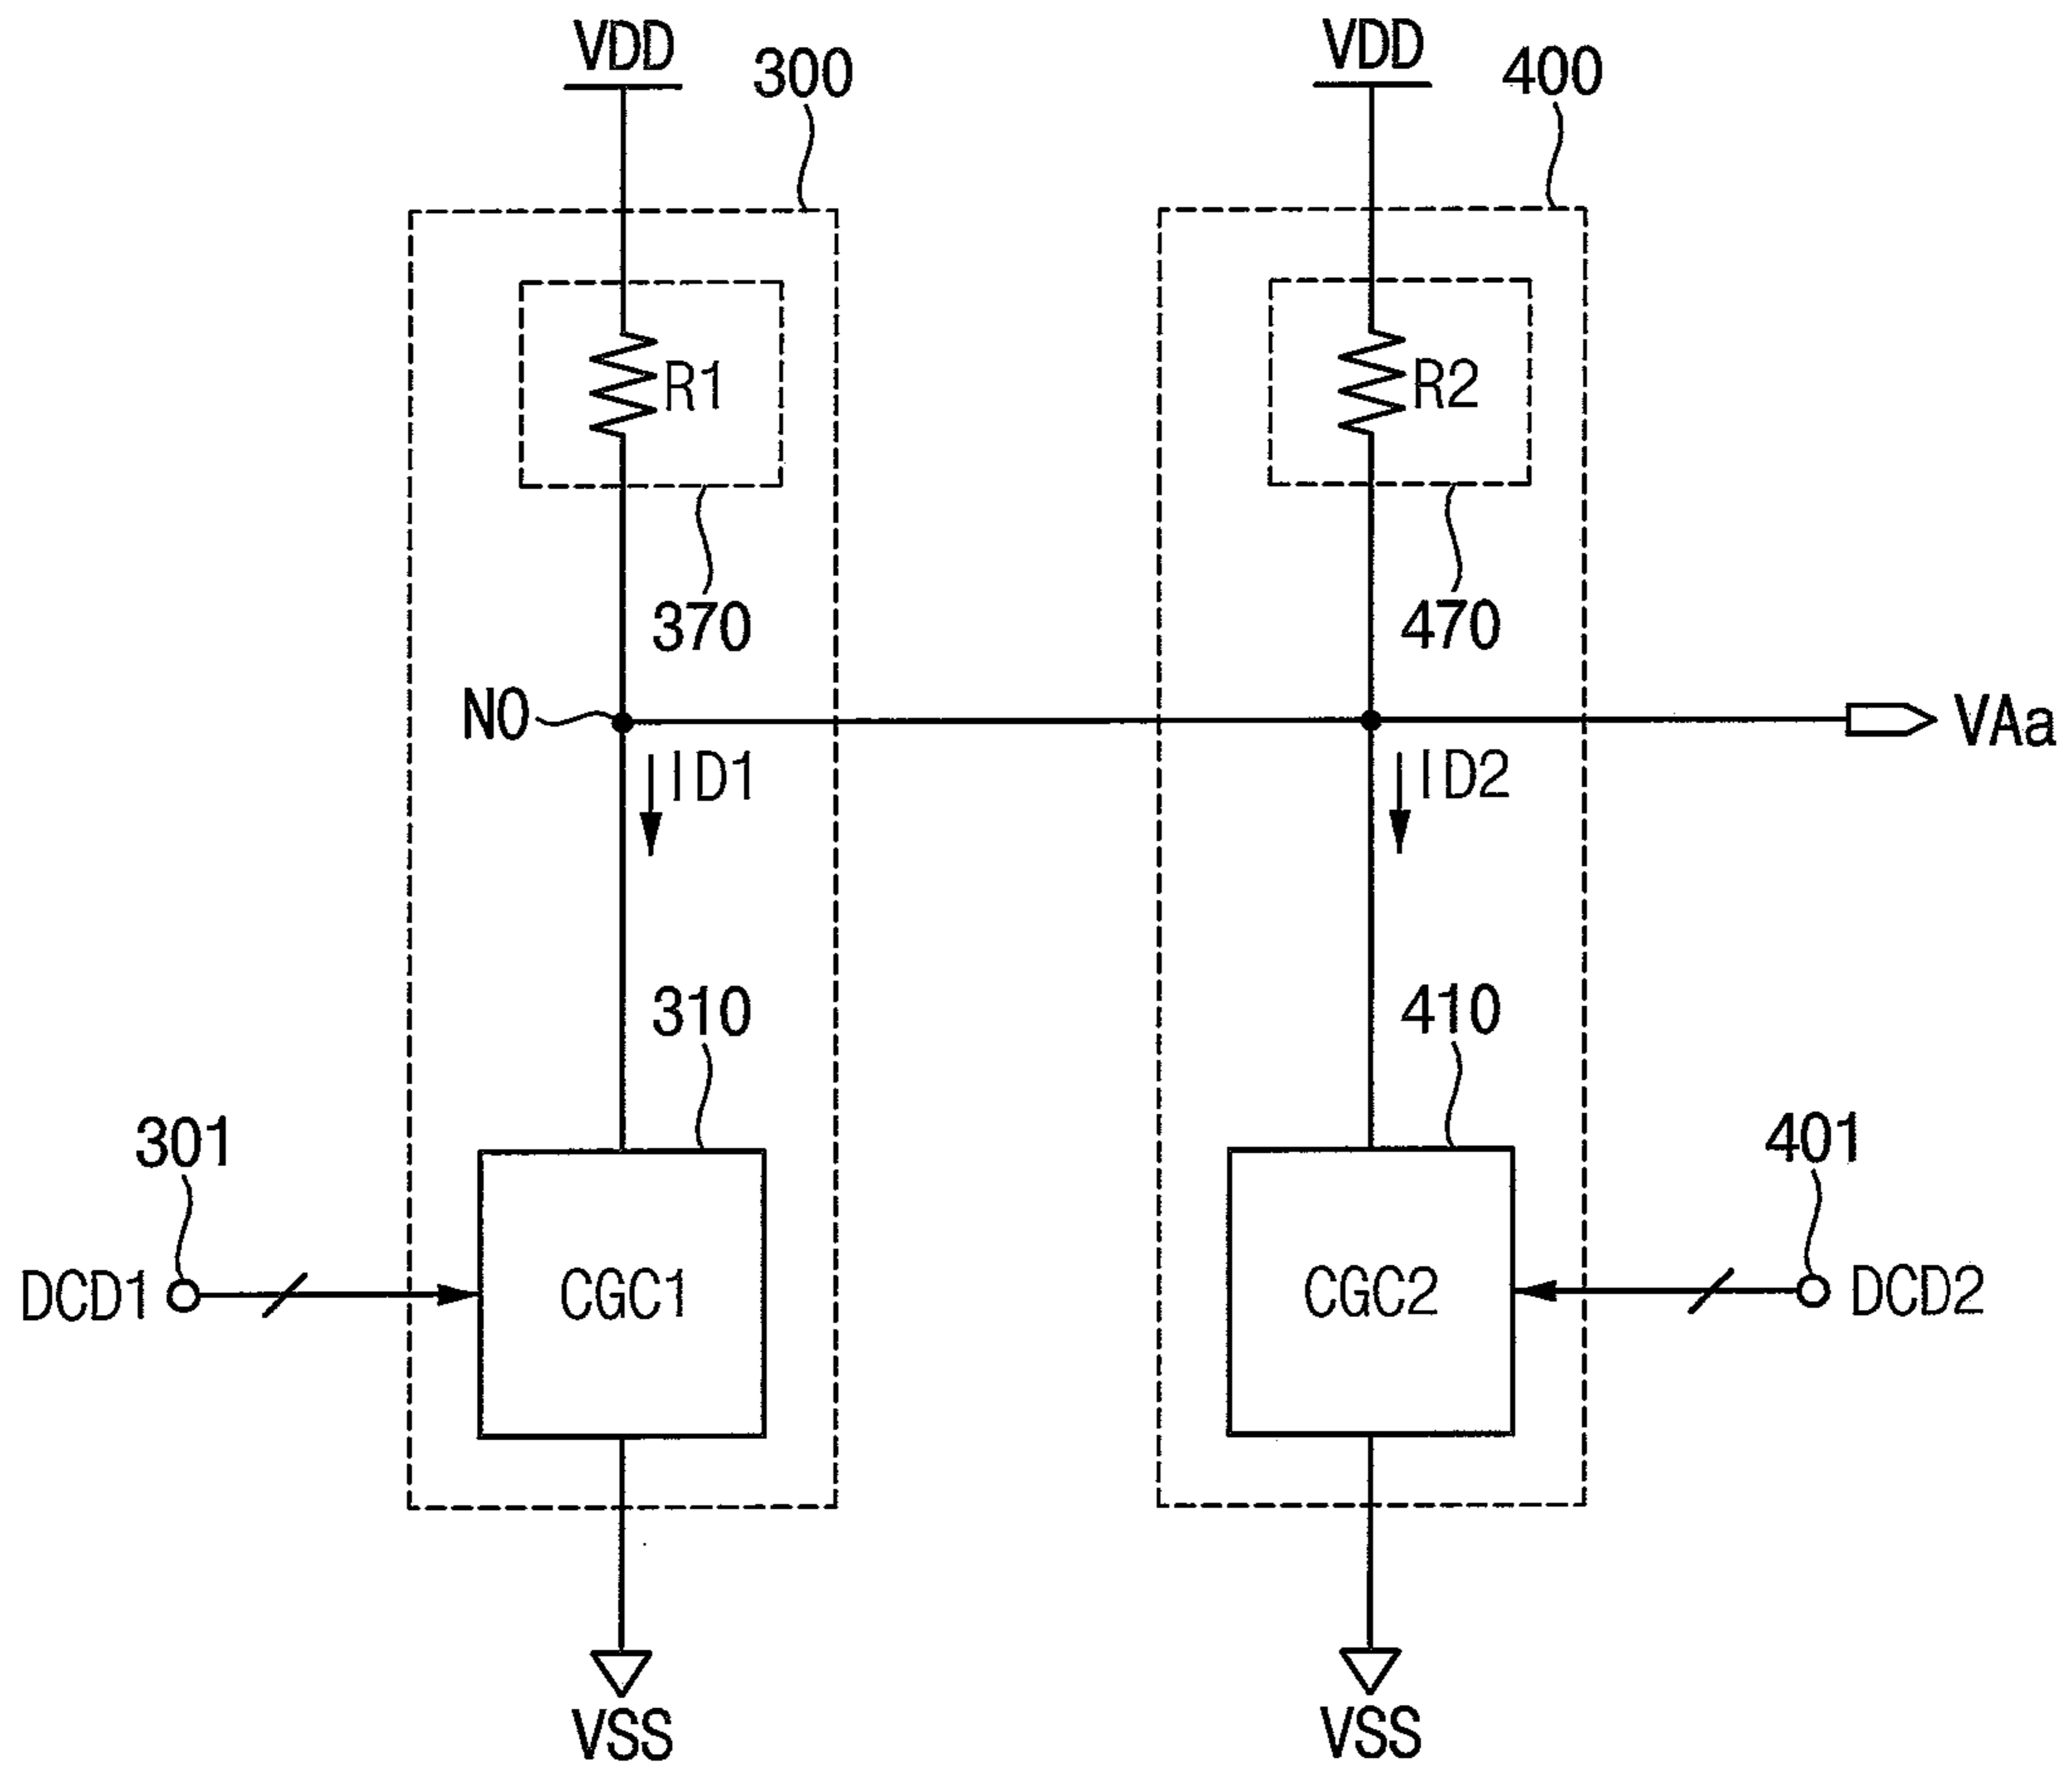 VDD
300
VDD
400
R1
R2
370
470
NO
VAa
ID1
ID2
310
410
301
401
DCD1
CGC1
CGC2
DCD2
VSS
VSS